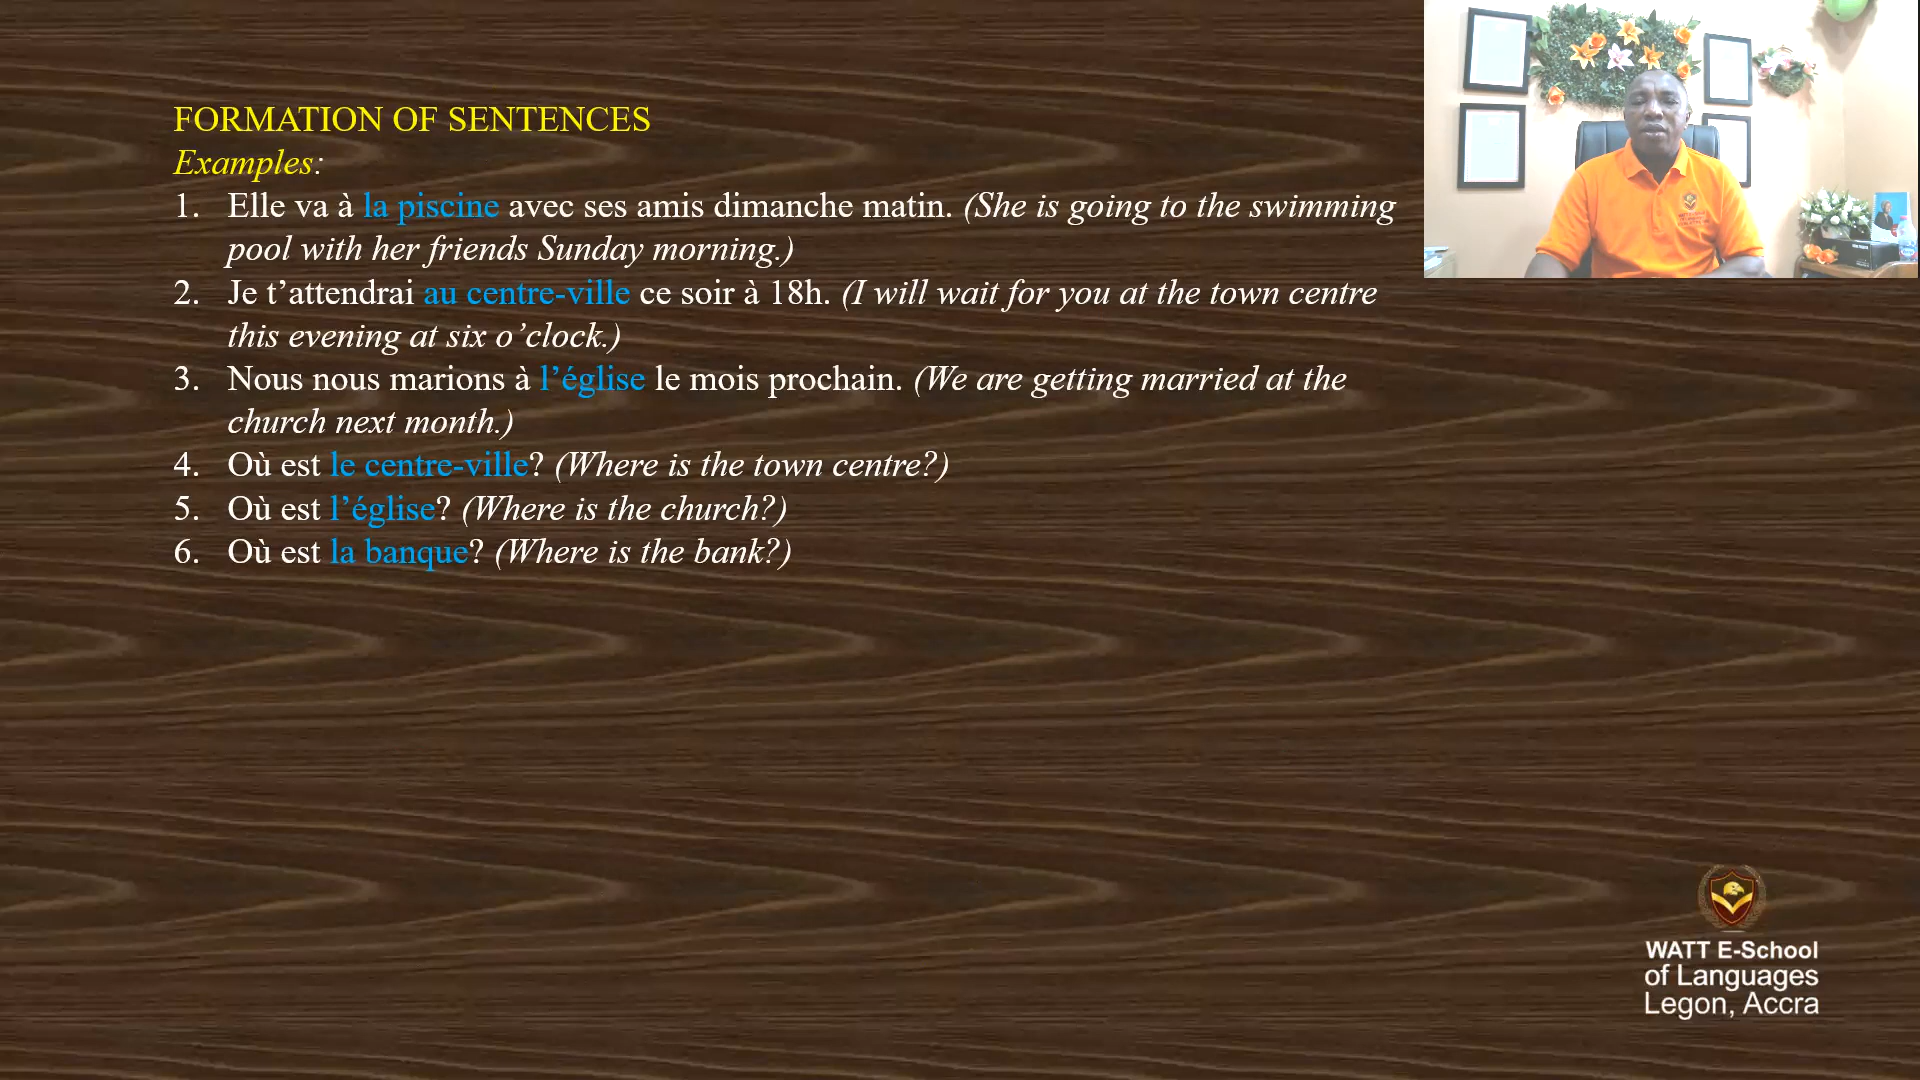 FORMATION OF SENTENCES
Examples:
1. Elle va à la piscine avec ses amis dimanche matin. (She is going to the swimming
pool with her friends Sunday morning.)
2. Je t’attendrai au centre-ville ce soir à 18h. (I will wait for you at the town centre
this evening at six o’clock.)
3. Nous nous marions à l’église le mois prochain. (We are getting married at the
church next month.)
4. Où est le centre-ville? (Where is the town centre?)
5. Où est l’église? (Where is the church?)
6. Où est la banque? (Where is the bank?)
WATT E-School
of Languages
Legon, Accra